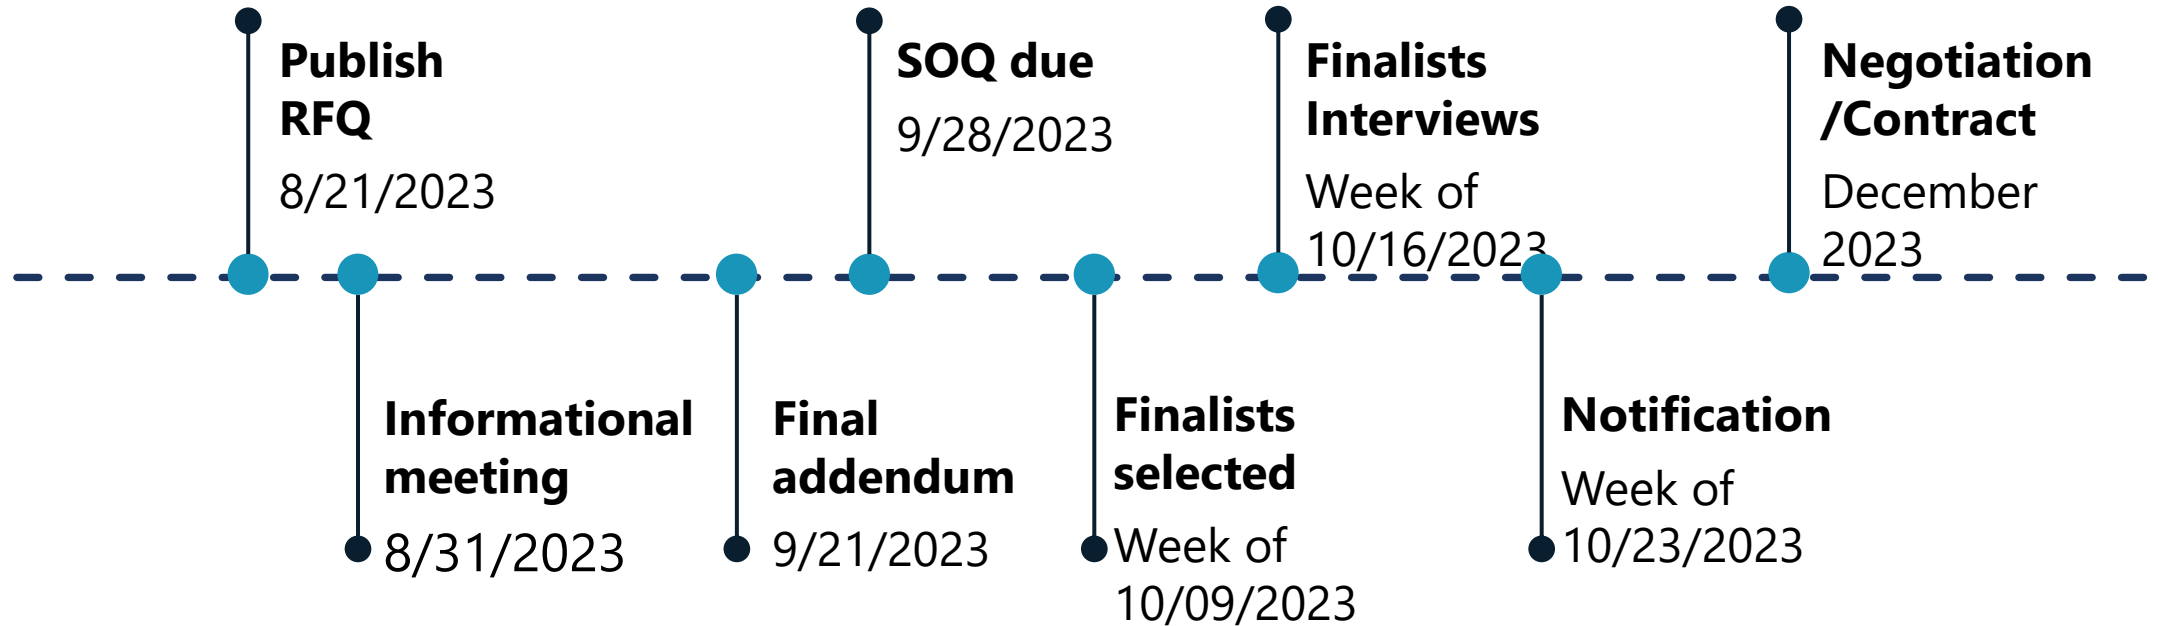 Publish
RFQ
8/21/2023
Informational
meeting
8/31/2023
Final
addendum
9/21/2023
SOQ due
9/28/2023
Finalists
selected
Week of
10/09/2023
Finalists
Interviews
Week of
10/16/2023
Notification
Week of
10/23/2023
Negotiation
/Contract
December
2023